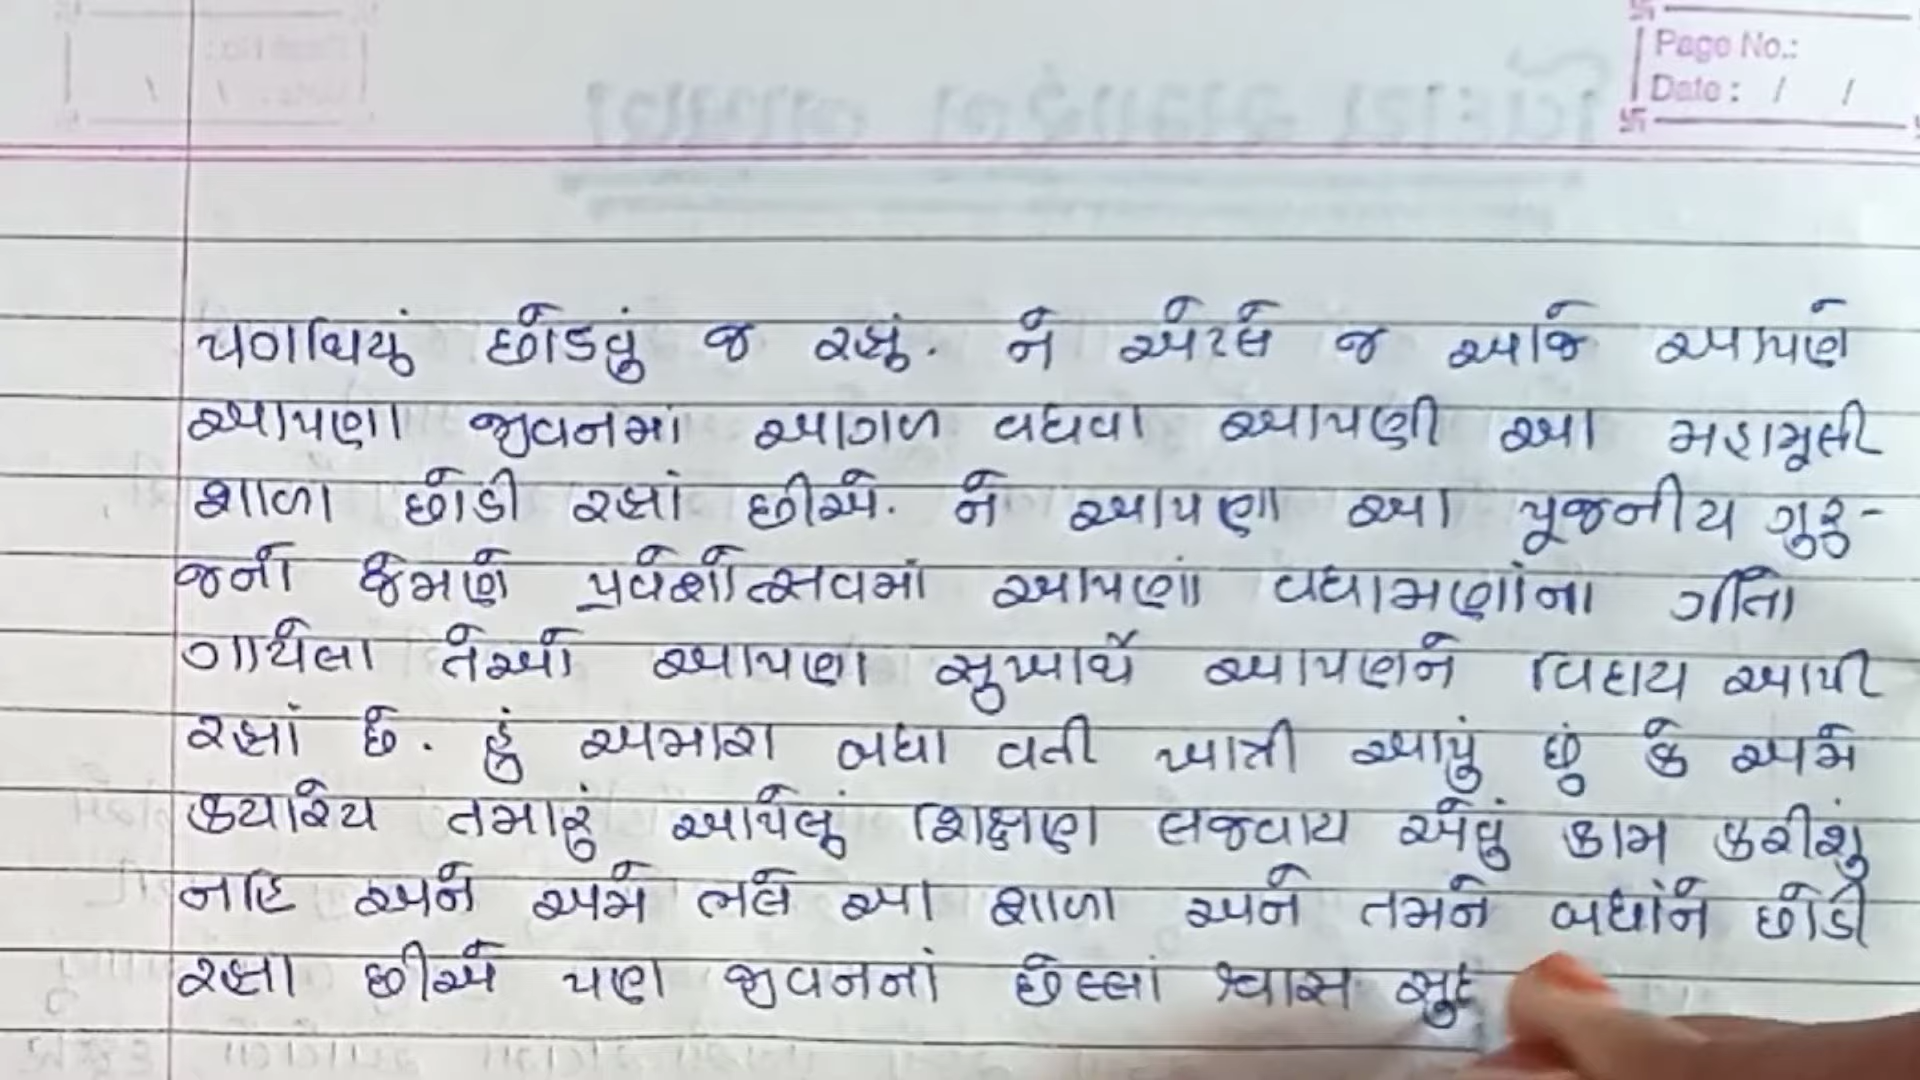 Page No.:
Date: / /
પગથિયું છોડવું જ રહ્યું. ને એટલે જ આજે આપણે
આપણા જીવનમાં આગળ વધવા આપણી આ મહામૂલી
શાળા છોડી રહ્યાં છીએ. ને આપણા આ પૂજનીય ગુરુ-
જનો જેમણે પ્રવેશોત્સવમાં આપણાં વધામણાંના ગીતો
ગાયેલા તેઓ આપણા સુખાર્થે આપણને વિદાય આપી
રહ્યાં છે. હું અમારા બધા વતી ખાત્રી આપું છું કે અમે
ક્યારેય તમારું આપેલું શિક્ષણ લજવાય એવું કામ કરીશું
નહિ અને અમે ભલે આ શાળા અને તમને બધાંને છોડી
રહ્યા છીએ પણ જીવનનાં છેલ્લાં શ્વાસ